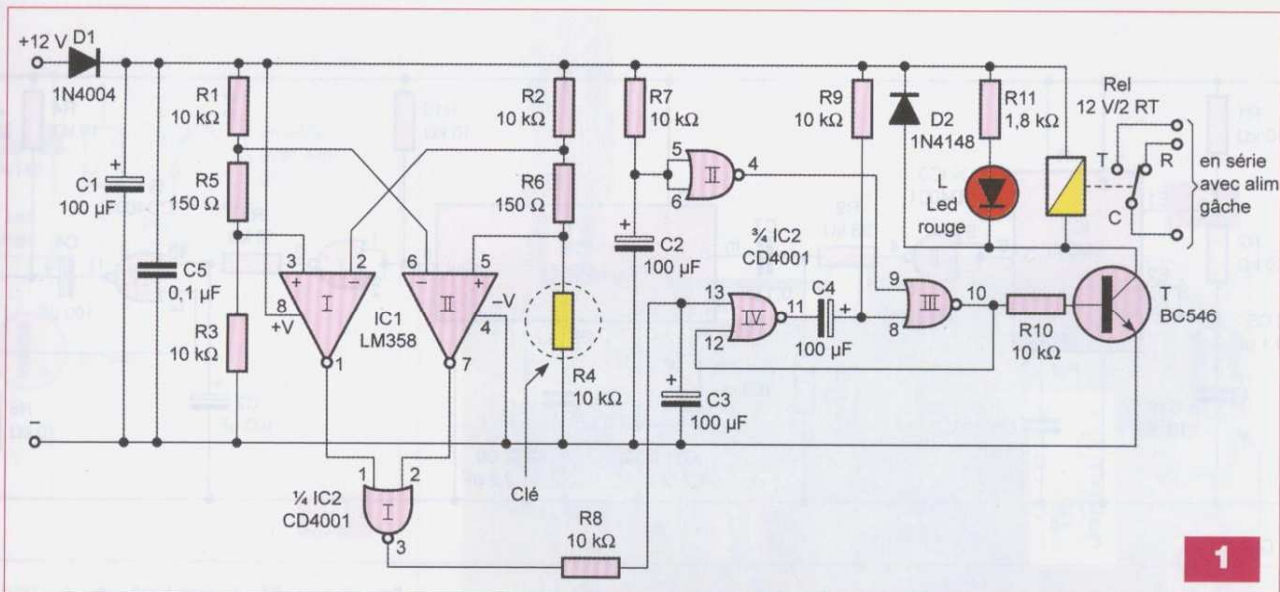 +12 V
D1
1N4004
C1
100 µF
+
C5
0,1 µF
R1
10 kΩ
R5
150 Ω
R3
10 kΩ
3
2
+
-
I
8
+V
1
IC1
LM358
6
5
-
+
II
–V
4
7
R2
10 kΩ
R6
150 Ω
R4
10 kΩ
Clé
1
2
I
3
¼ IC2
CD4001
R8
10 kΩ
R7
10 kΩ
5
6
II
4
+
C2
100 µF
+
C3
100 µF
¾ IC2
CD4001
13
12
IV
11
C4
+
100 µF
R9
10 kΩ
9
8
III
10
R10
10 kΩ
D2
1N4148
R11
1,8 kΩ
L
Led
rouge
T
BC546
Rel
12 V/2 RT
T
R
C
en série
avec alim
gâche
1